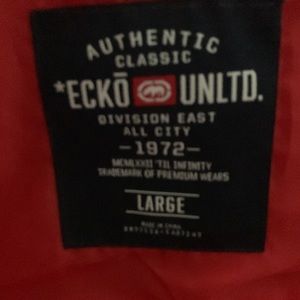 AUTHENTIC
CLASSIC
*ECKŌ UNLTD.
DIVISION EAST
ALL CITY
-1972-
MCMLXXII 'TIL INFINITY
TRADEMARK OF PREMIUM WEARS
LARGE
MADE IN CHINA